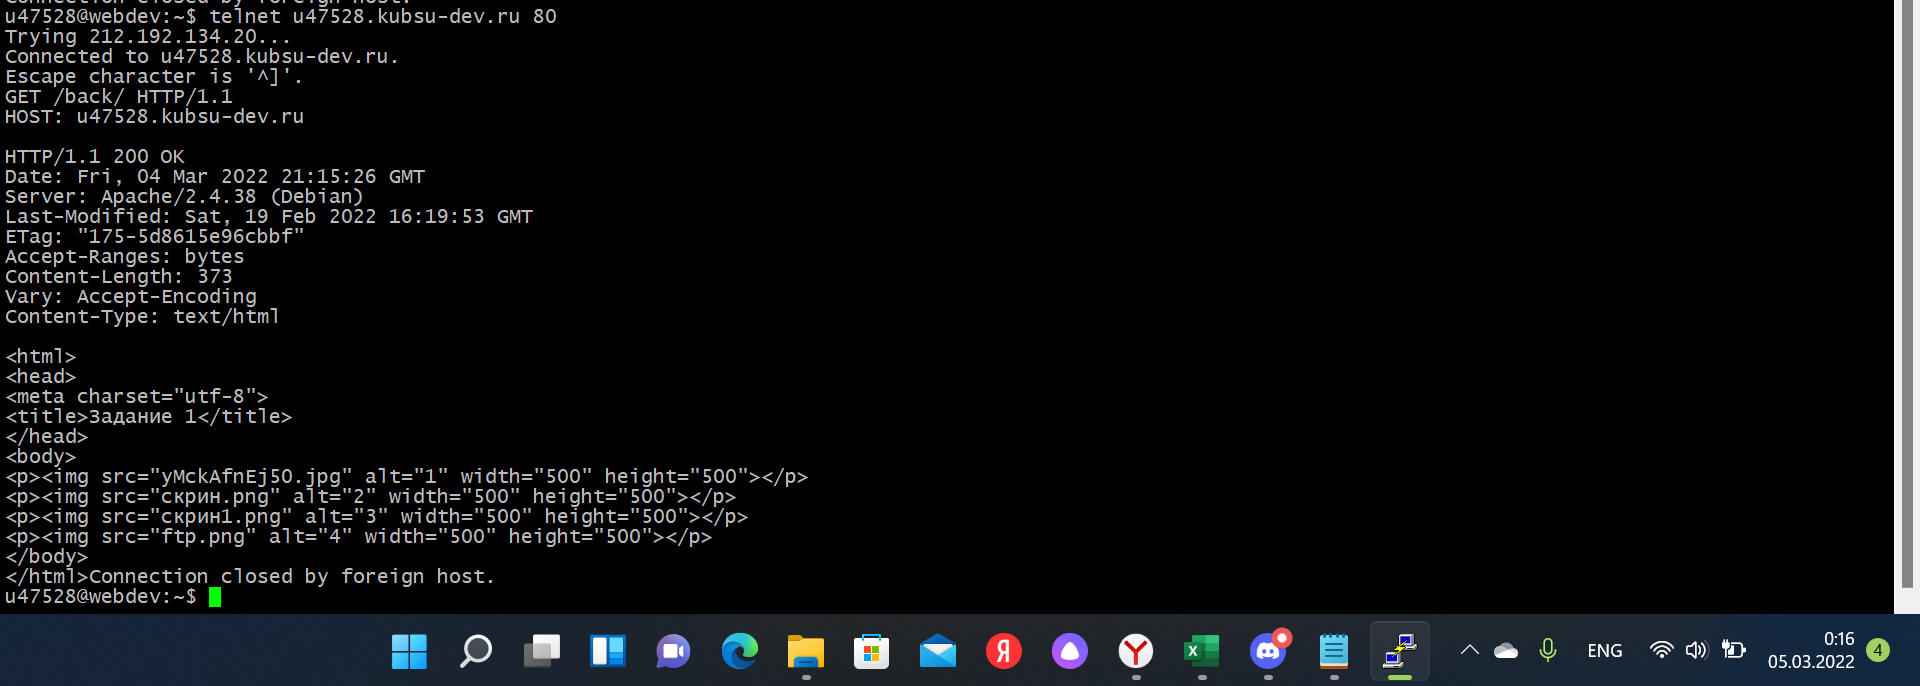 Connection closed by foreign host.
u47528@webdev:~$ telnet u47528.kubsu-dev.ru 80
Trying 212.192.134.20...
Connected to u47528.kubsu-dev.ru.
Escape character is '^]'.
GET /back/ HTTP/1.1
HOST: u47528.kubsu-dev.ru
HTTP/1.1 200 OK
Date: Fri, 04 Mar 2022 21:15:26 GMT
Server: Apache/2.4.38 (Debian)
Last-Modified: Sat, 19 Feb 2022 16:19:53 GMT
ETag: "175-5d8615e96cbbf"
Accept-Ranges: bytes
Content-Length: 373
Vary: Accept-Encoding
Content-Type: text/html
<html>
<head>
<meta charset="utf-8">
<title>Задание 1</title>
</head>
<body>
<p><img src="yMckAfnEj50.jpg" alt="1" width="500" height="500"></p>
<p><img src="скрин.png" alt="2" width="500" height="500"></p>
<p><img src="скрин1.png" alt="3" width="500" height="500"></p>
<p><img src="ftp.png" alt="4" width="500" height="500"></p>
</body>
</html>Connection closed by foreign host.
u47528@webdev:~$
ENG
0:16
05.03.2022
4